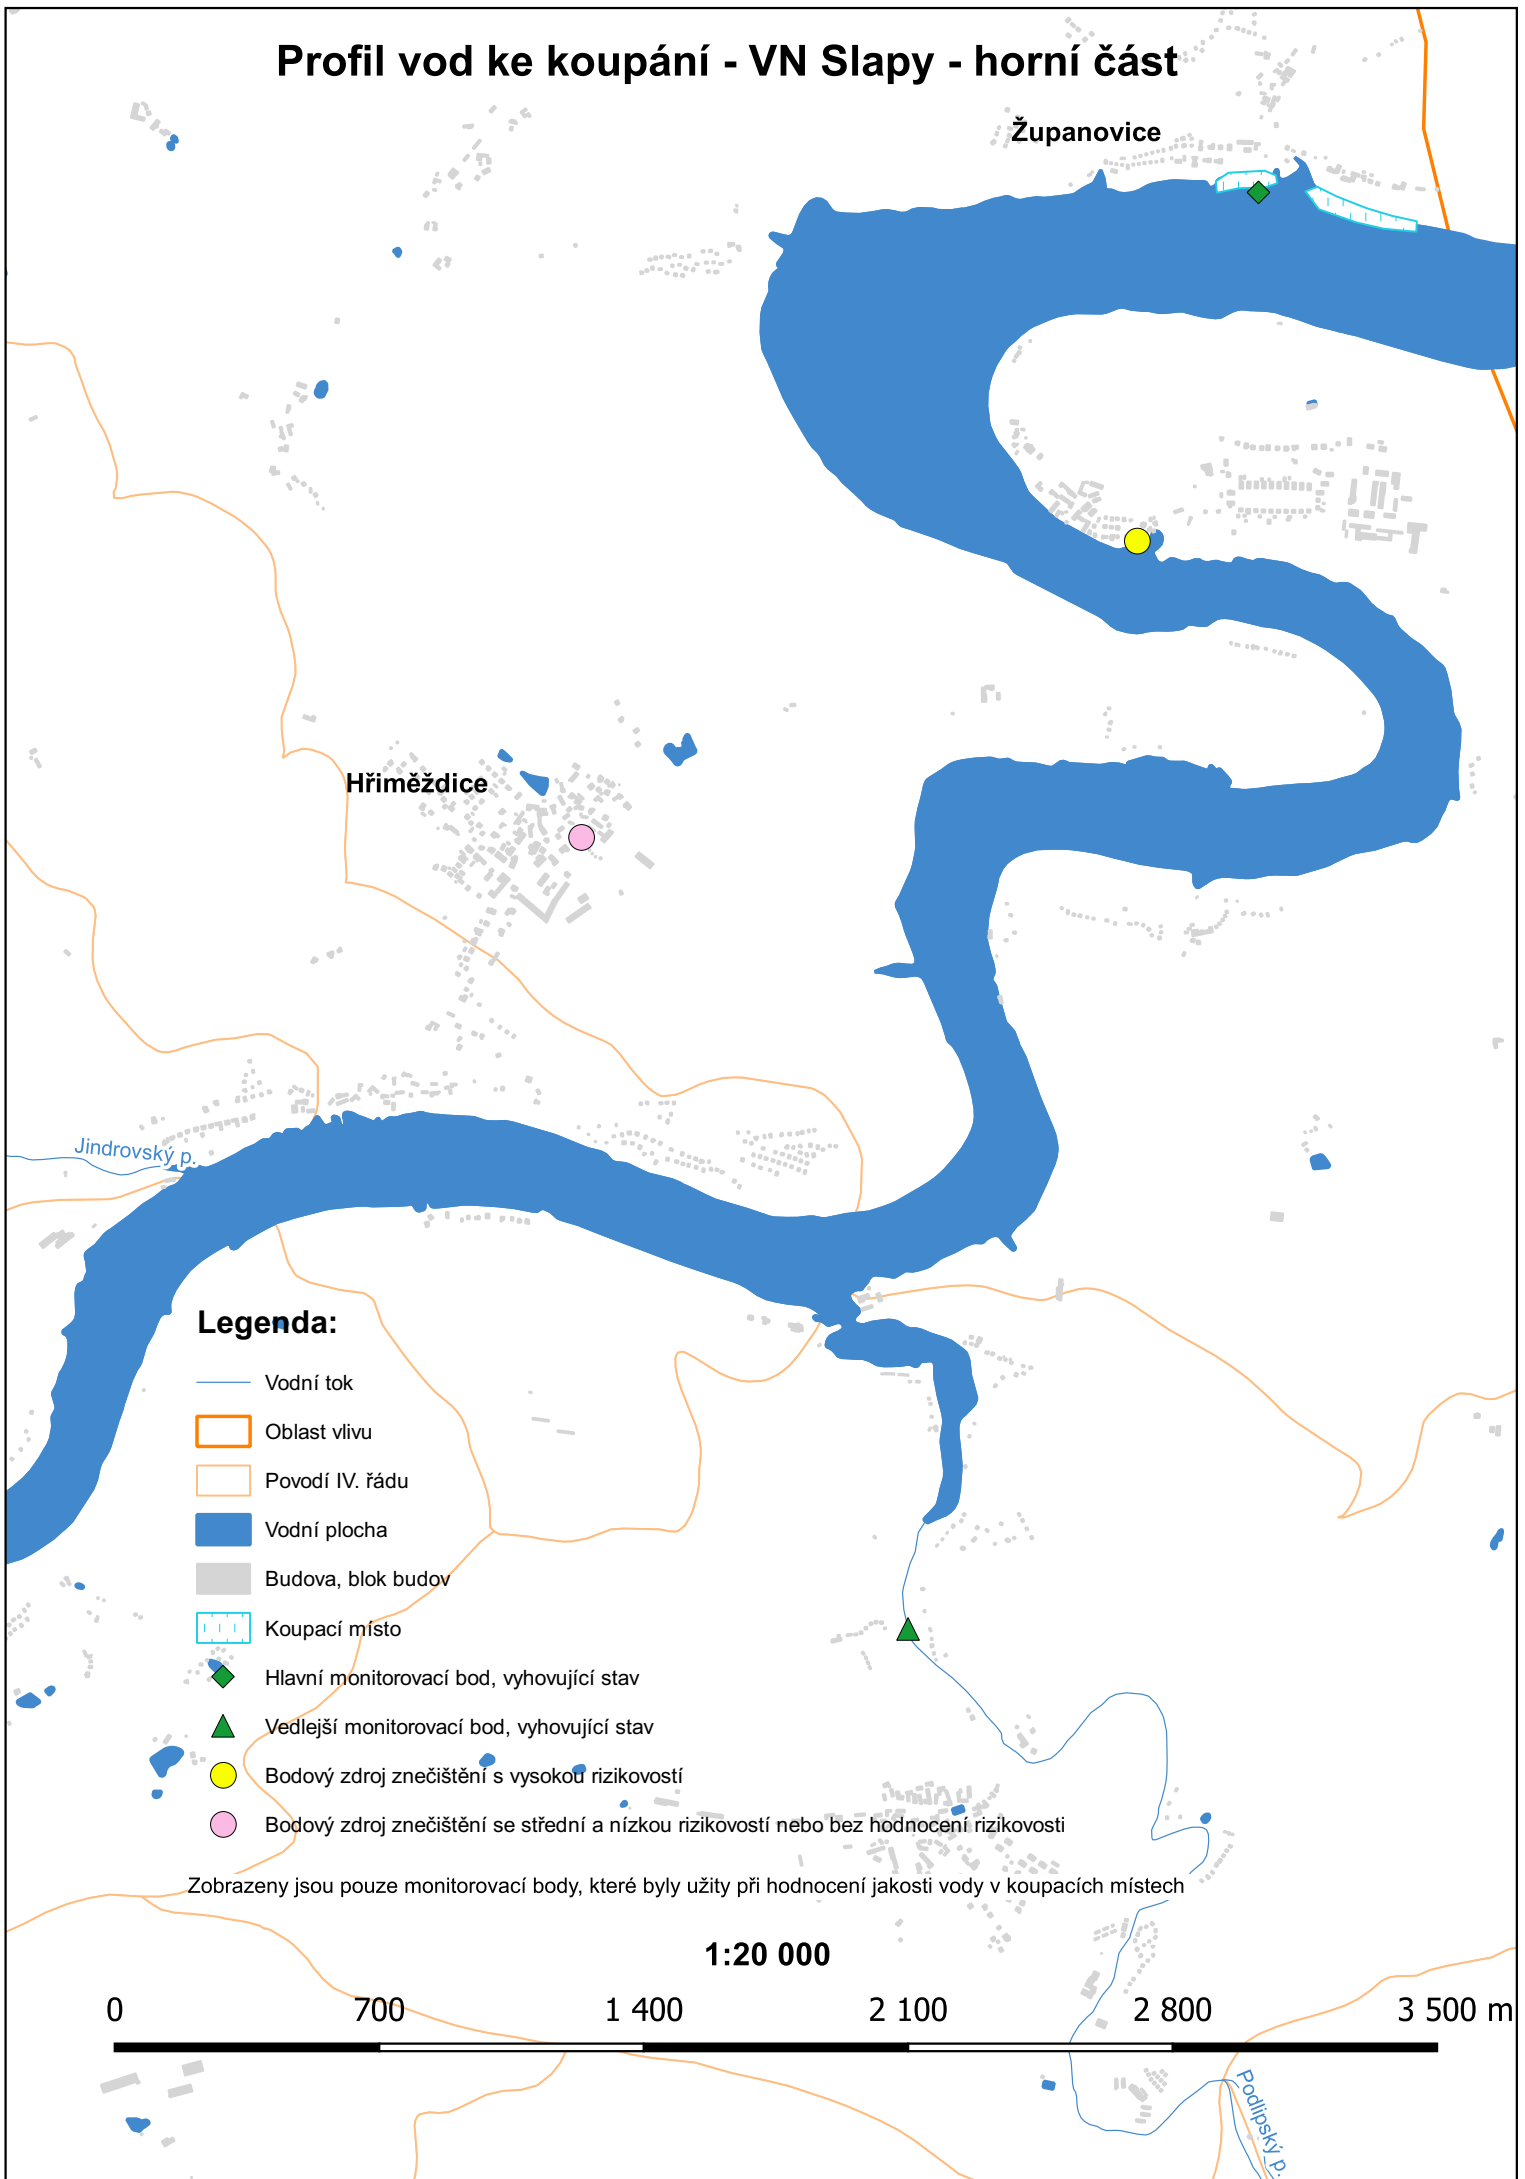 Profil vod ke koupání - VN Slapy - horní část
Županovice
Hřiměždice
Jindrovský p.
Legenda:
Vodní tok
Oblast vlivu
Povodí IV. řádu
Vodní plocha
Budova, blok budov
Koupací místo
Hlavní monitorovací bod, vyhovující stav
Vedlejší monitorovací bod, vyhovující stav
Bodový zdroj znečištění s vysokou rizikovostí
Bodový zdroj znečištění se střední a nízkou rizikovostí nebo bez hodnocení rizikovosti
Zobrazeny jsou pouze monitorovací body, které byly užity při hodnocení jakosti vody v koupacích místech
1:20 000
0 700 1 400 2 100 2 800 3 500 m
Podlipský p.